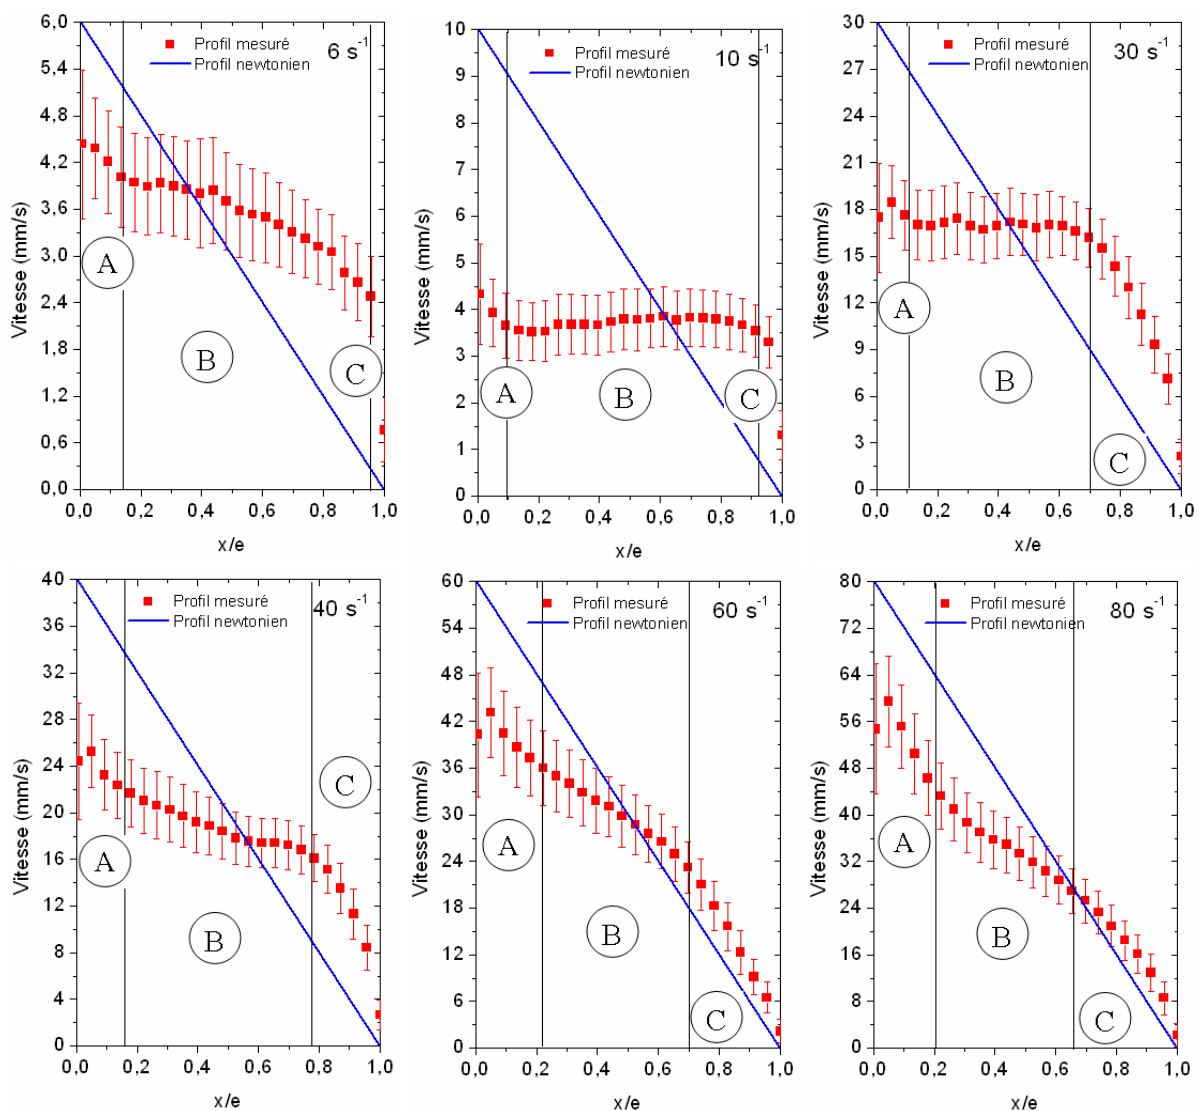 6 s⁻¹
Profil mesuré
Profil newtonien
Vitesse (mm/s)
6,0
5,4
4,8
4,2
3,6
3,0
2,4
1,8
1,2
0,6
0,0
A
B
C
0,0 0,2 0,4 0,6 0,8 1,0
x/e
10 s⁻¹
Profil mesuré
Profil newtonien
Vitesse (mm/s)
10
9
8
7
6
5
4
3
2
1
0
A
B
C
0,0 0,2 0,4 0,6 0,8 1,0
x/e
30 s⁻¹
Profil mesuré
Profil newtonien
Vitesse (mm/s)
30
27
24
21
18
15
12
9
6
3
0
A
B
C
0,0 0,2 0,4 0,6 0,8 1,0
x/e
40 s⁻¹
Profil mesuré
Profil newtonien
Vitesse (mm/s)
40
36
32
28
24
20
16
12
8
4
0
A
B
C
0,0 0,2 0,4 0,6 0,8 1,0
x/e
60 s⁻¹
Profil mesuré
Profil newtonien
Vitesse (mm/s)
60
54
48
42
36
30
24
18
12
6
0
A
B
C
0,0 0,2 0,4 0,6 0,8 1,0
x/e
80 s⁻¹
Profil mesuré
Profil newtonien
Vitesse (mm/s)
80
72
64
56
48
40
32
24
16
8
0
A
B
C
0,0 0,2 0,4 0,6 0,8 1,0
x/e